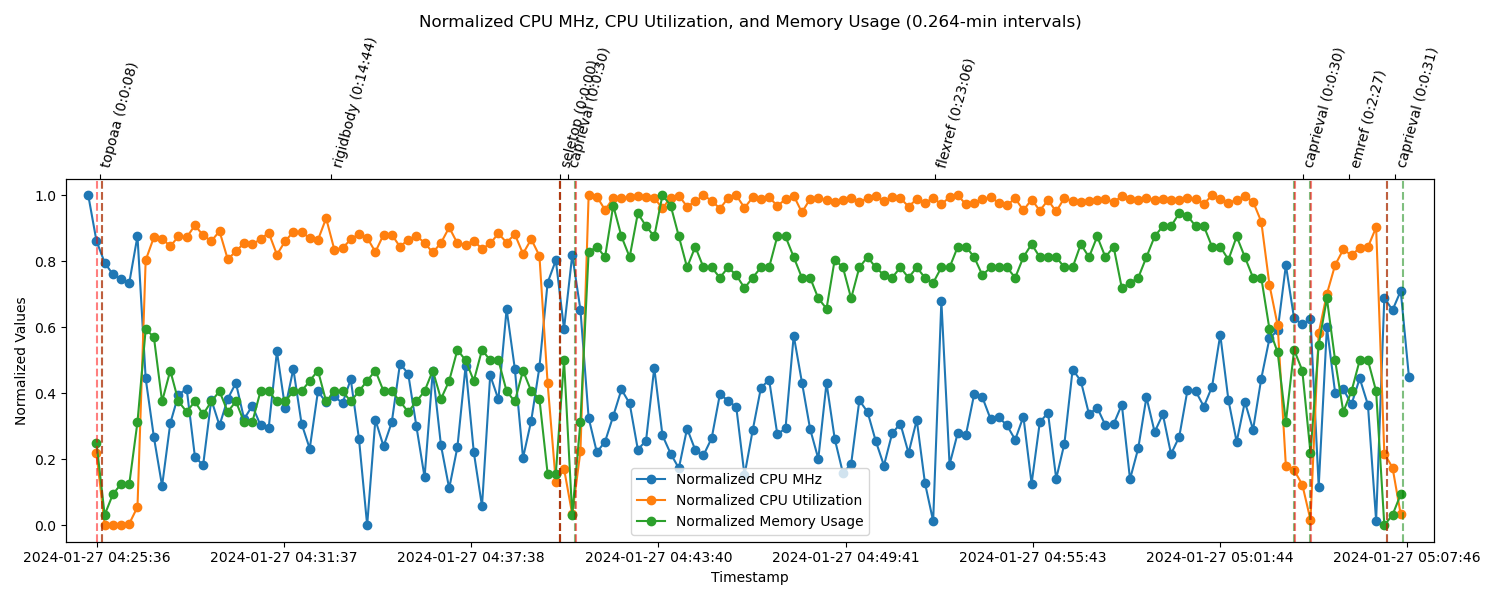 Normalized CPU MHz, CPU Utilization, and Memory Usage (0.264-min intervals)
topoaa (0:0:08)
rigidbody (0:14:44)
seletop (0:0:00)
caprieval (0:0:30)
flexref (0:23:06)
caprieval (0:0:30)
emref (0:2:27)
caprieval (0:0:31)
Normalized Values
1.0
0.8
0.6
0.4
0.2
0.0
Normalized CPU MHz
Normalized CPU Utilization
Normalized Memory Usage
2024-01-27 04:25:36
2024-01-27 04:31:37
2024-01-27 04:37:38
2024-01-27 04:43:40
2024-01-27 04:49:41
2024-01-27 04:55:43
2024-01-27 05:01:44
2024-01-27 05:07:46
Timestamp